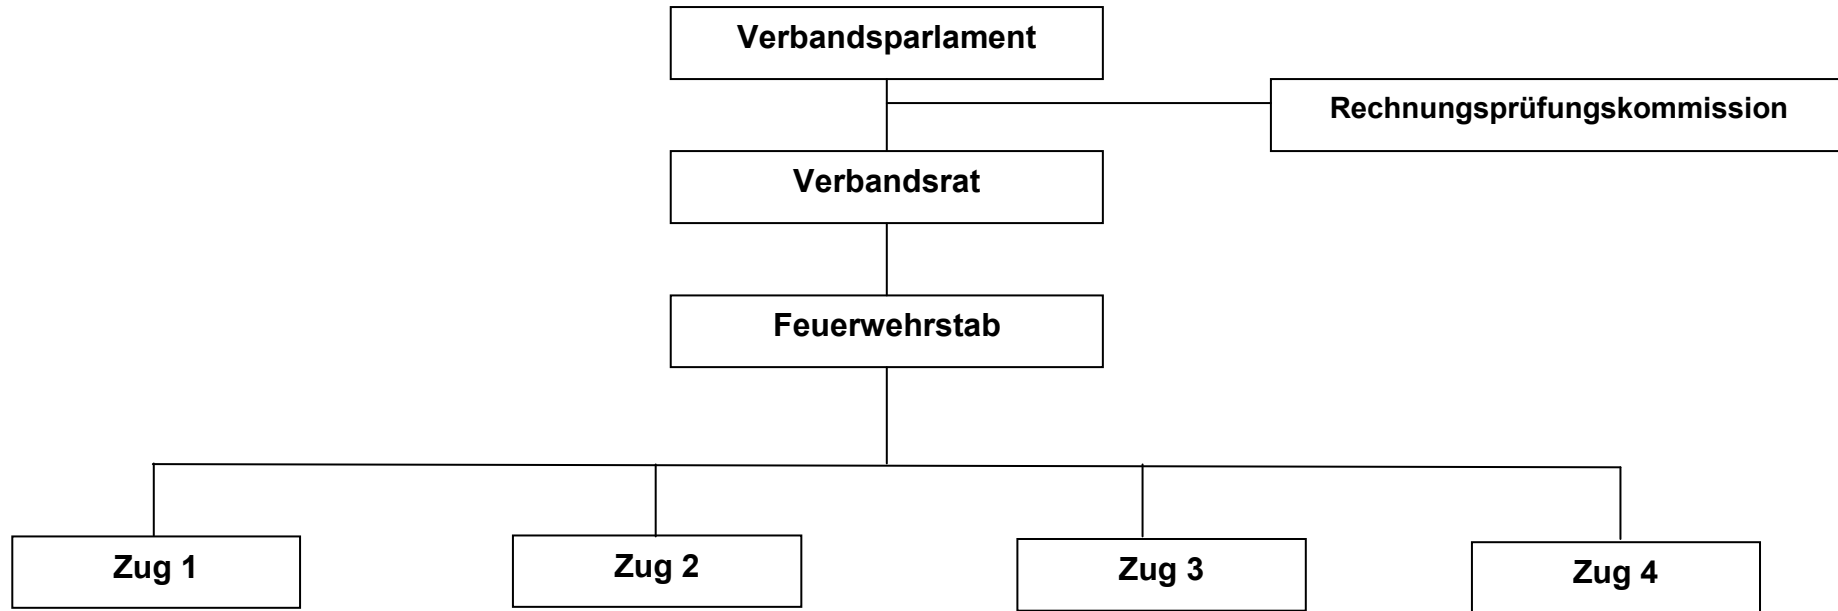 Verbandsparlament
Rechnungsprüfungskommission
Verbandsrat
Feuerwehrstab
Zug 1
Zug 2
Zug 3
Zug 4